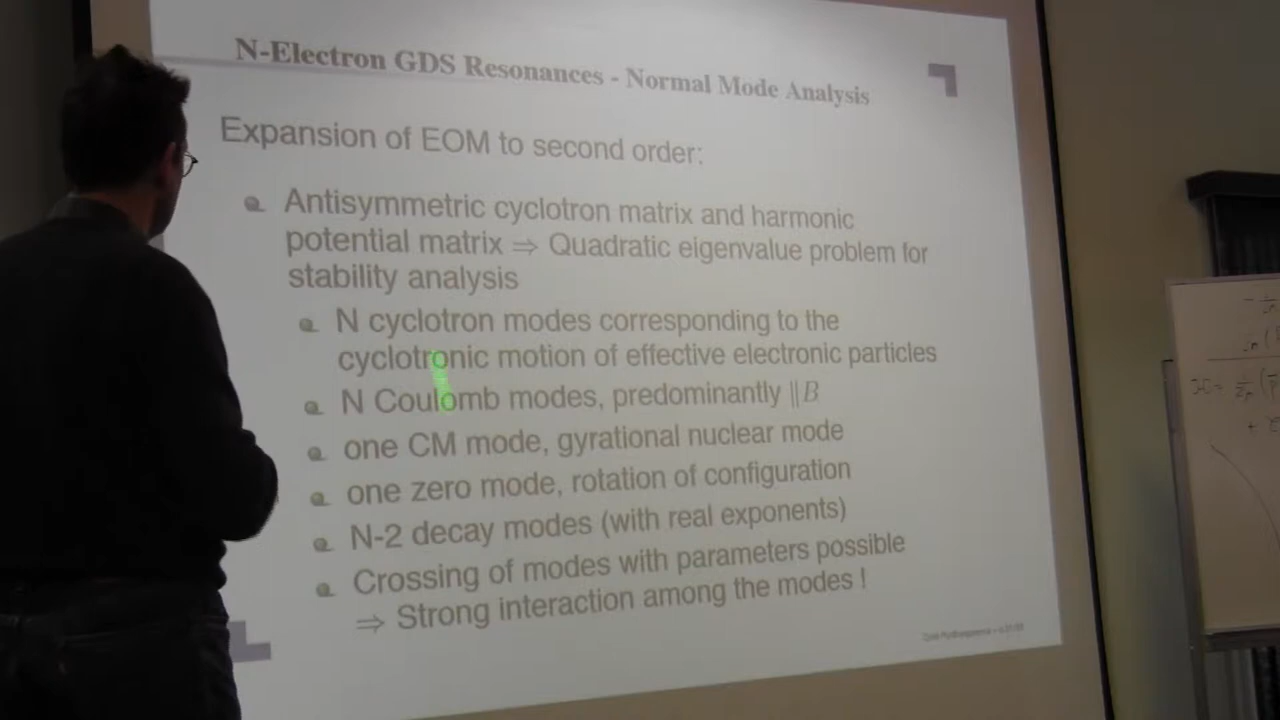 N-Electron GDS Resonances - Normal Mode Analysis
Expansion of EOM to second order:
Antisymmetric cyclotron matrix and harmonic
potential matrix ⇒ Quadratic eigenvalue problem for
stability analysis
N cyclotron modes corresponding to the
cyclotronic motion of effective electronic particles
N Coulomb modes, predominantly ∥B
one CM mode, gyrational nuclear mode
one zero mode, rotation of configuration
N-2 decay modes (with real exponents)
Crossing of modes with parameters possible
⇒ Strong interaction among the modes !